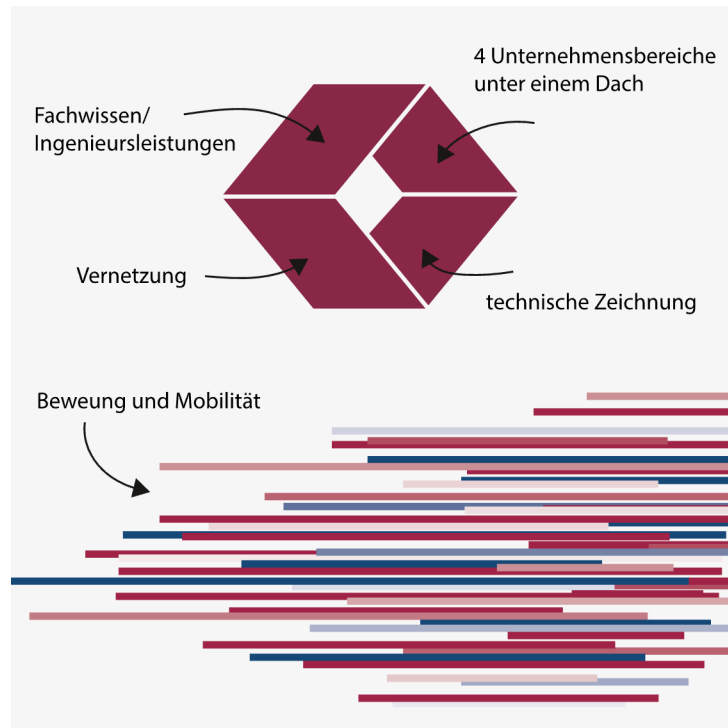 4 Unternehmensbereiche
unter einem Dach
Fachwissen/
Ingenieursleistungen
Vernetzung
technische Zeichnung
Beweung und Mobilität